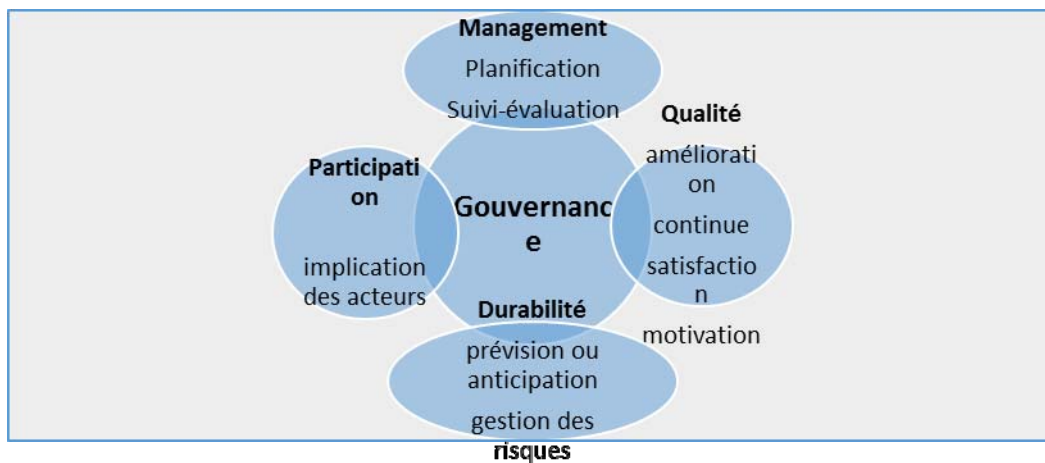 Management
Planification
Suivi-évaluation
Qualité
améliorati
on
continue
satisfactio
n
motivation
Participati
on
implication
des acteurs
Gouvernanc
e
Durabilité
prévision ou
anticipation
gestion des
risques